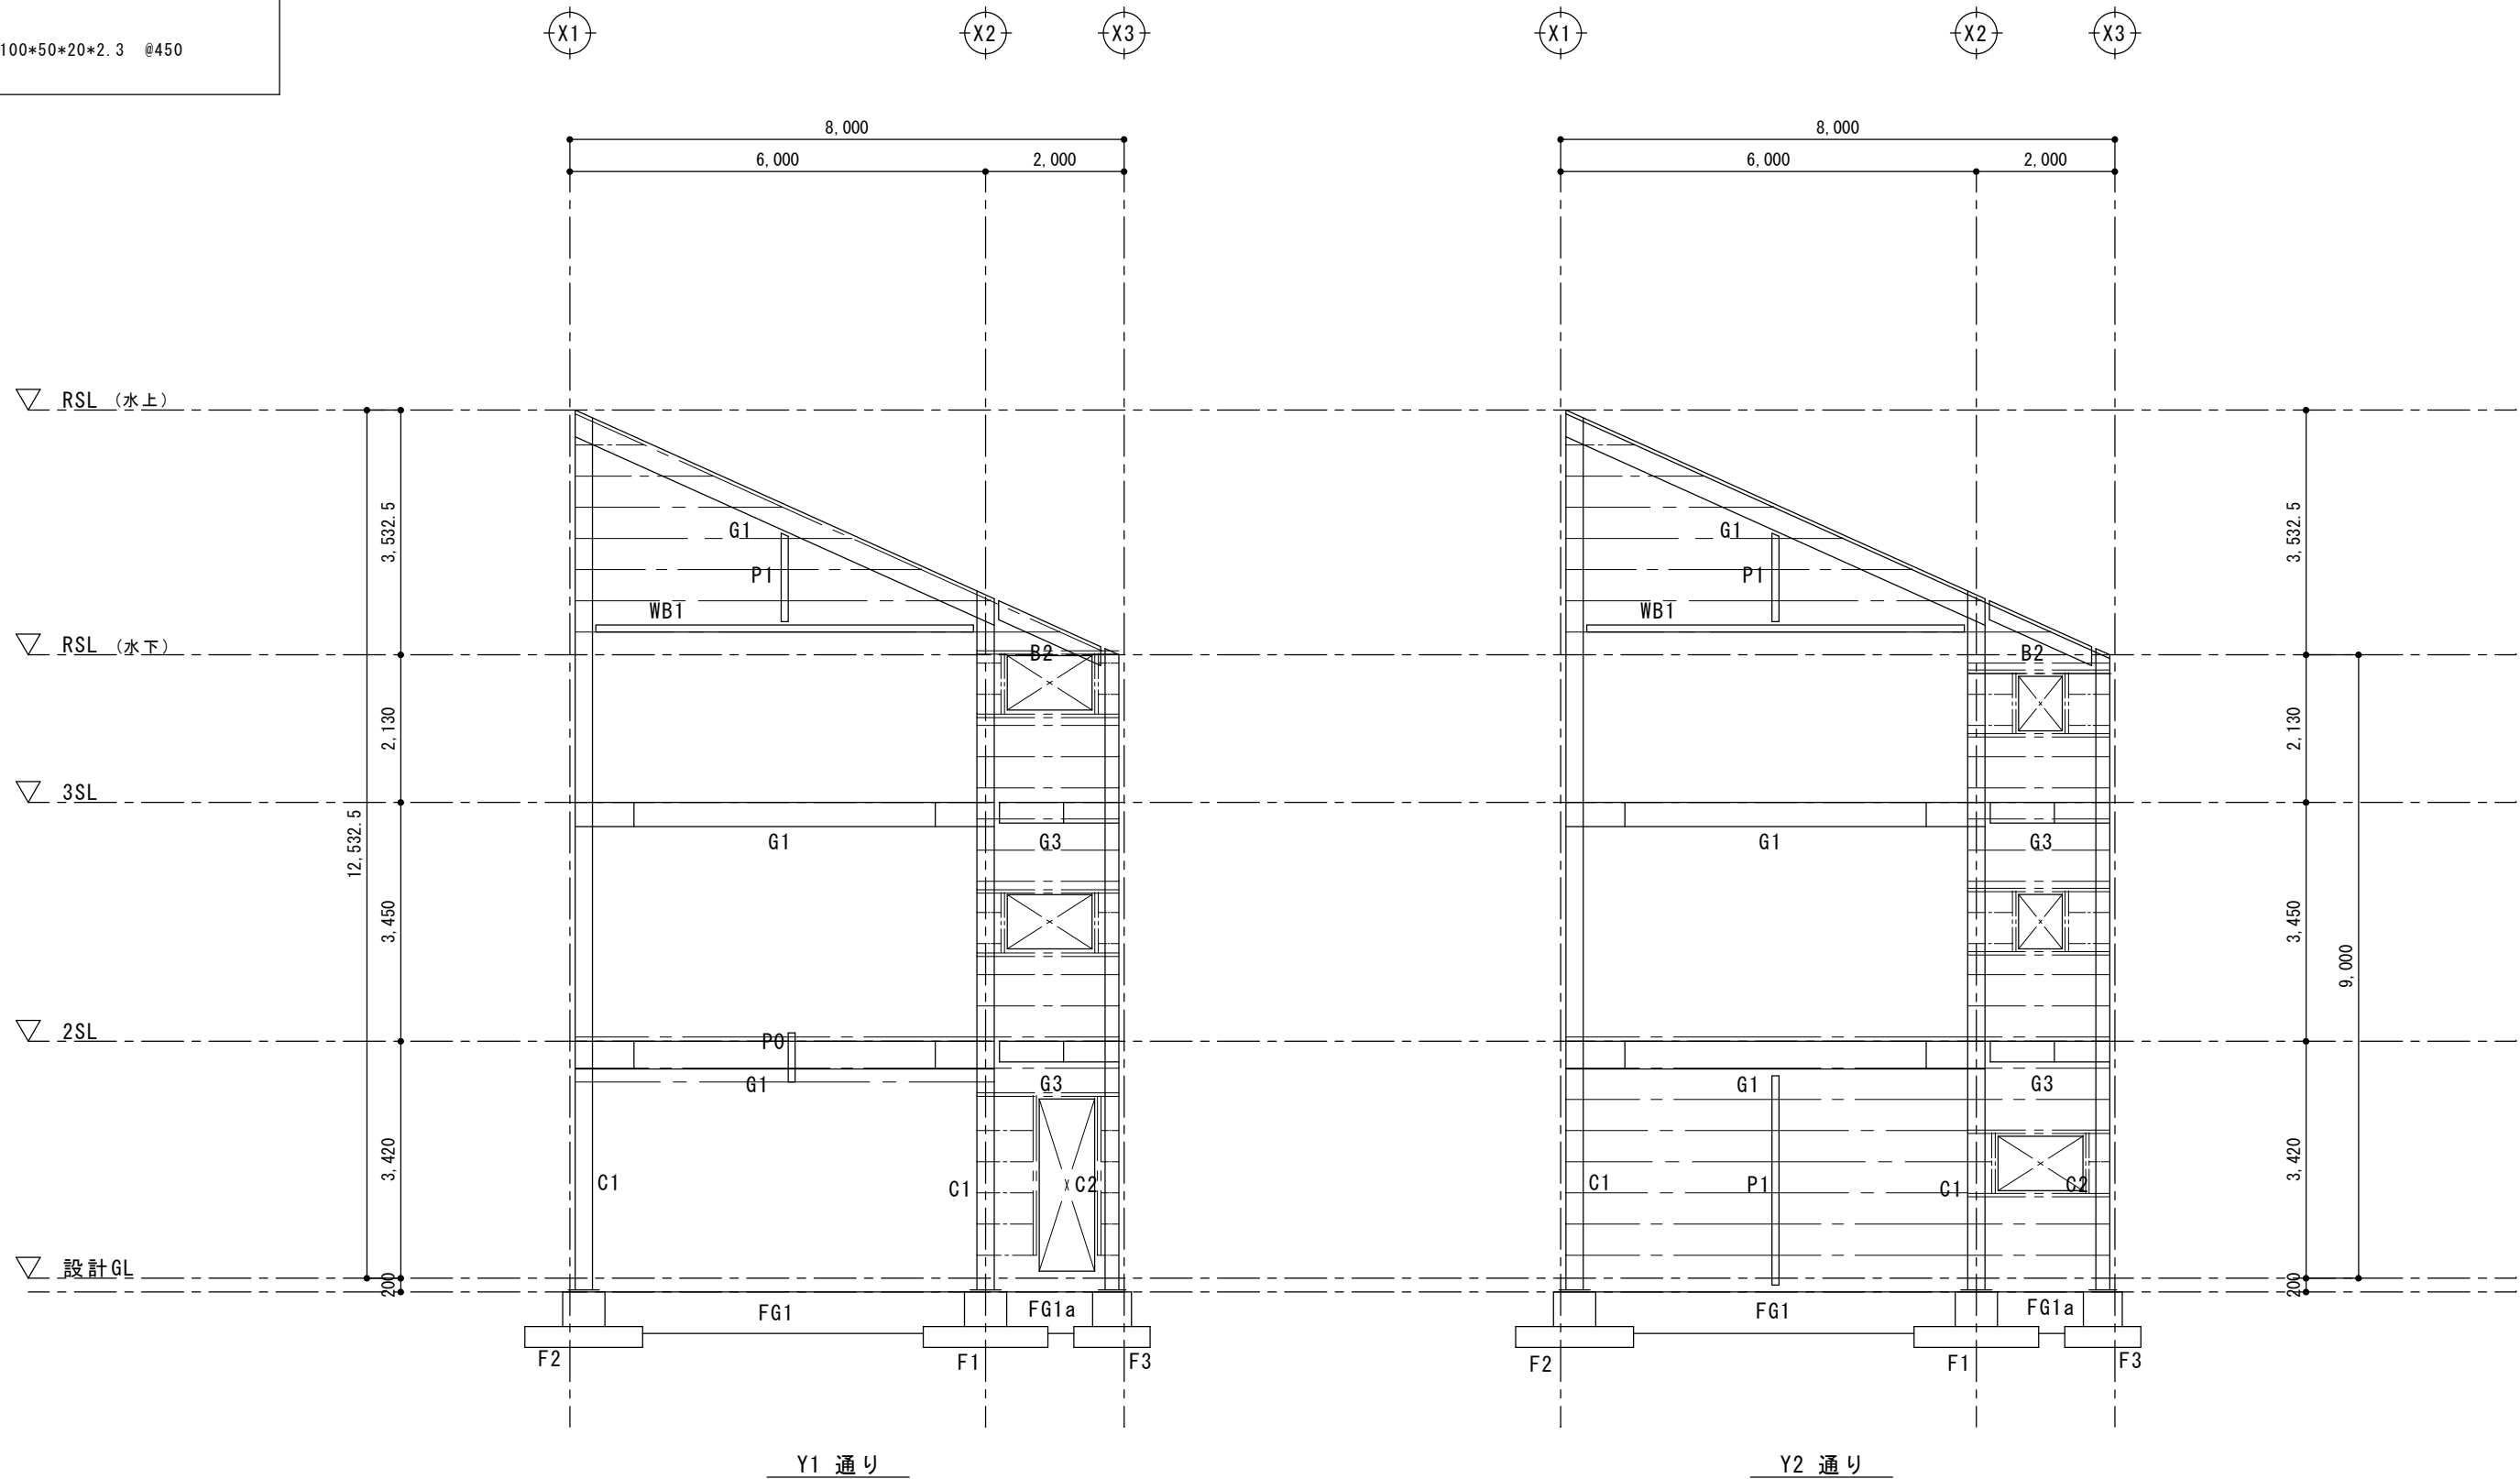 100*50*20*2.3 @450
X1 X2 X3 X1 X2 X3
8,000 8,000
6,000 2,000 6,000 2,000
RSL (水上)
3,532.5 3,532.5
G1 G1
P1 P1
WB1 WB1
RSL (水下)
B2 B2
2,130 2,130
3SL
12,532.5
G1 G3 G1 G3
3,450 3,450
9,000
2SL
P0
G1 G3 G1 G3
3,420 3,420
C1 C1 C2 C1 P1 C1 C2
設計GL
200 200
FG1 FG1a FG1 FG1a
F2 F1 F3 F2 F1 F3
Y1 通り Y2 通り